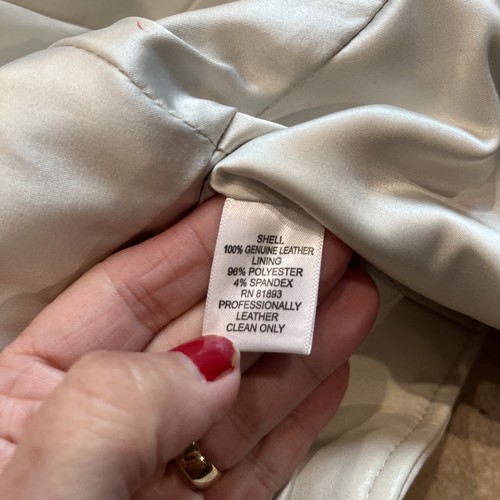 SHELL
100% GENUINE LEATHER
LINING
96% POLYESTER
4% SPANDEX
RN 81893
PROFESSIONALLY
LEATHER
CLEAN ONLY